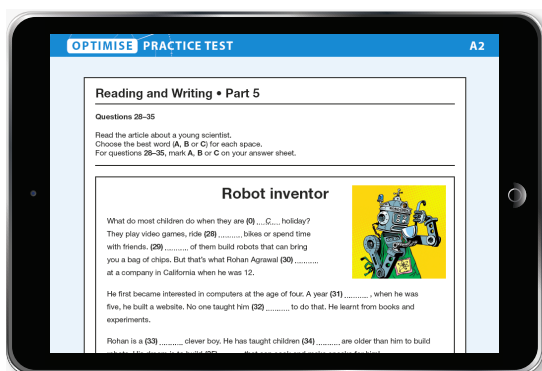 OPTIMISE PRACTICE TEST A2
Reading and Writing • Part 5
Questions 28–35
Read the article about a young scientist.
Choose the best word (A, B or C) for each space.
For questions 28–35, mark A, B or C on your answer sheet.
Robot inventor
What do most children do when they are (0) ....C.... holiday?
They play video games, ride (28) ............ bikes or spend time
with friends. (29) ............ of them build robots that can bring
you a bag of chips. But that's what Rohan Agrawal (30) ............
at a company in California when he was 12.
He first became interested in computers at the age of four. A year (31) ............ , when he was
five, he built a website. No one taught him (32) ............ to do that. He learnt from books and
experiments.
Rohan is a (33) ............ clever boy. He has taught children (34) ............ are older than him to build